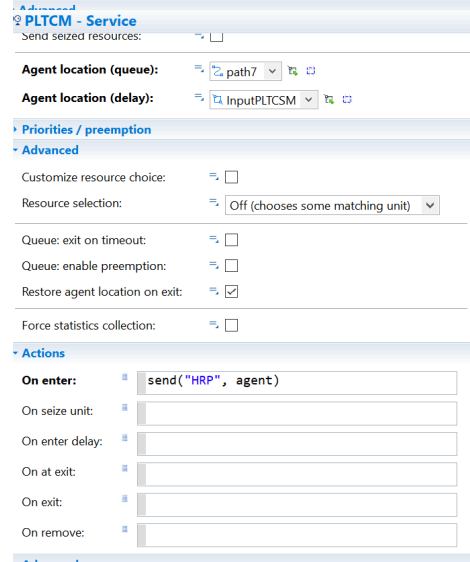 Advanced
PLTCM - Service
Send seized resources:
Agent location (queue): path7
Agent location (delay): InputPLTCSM
Priorities / preemption
Advanced
Customize resource choice:
Resource selection: Off (chooses some matching unit)
Queue: exit on timeout:
Queue: enable preemption:
Restore agent location on exit:
Force statistics collection:
Actions
On enter: send("HRP", agent)
On seize unit:
On enter delay:
On at exit:
On exit:
On remove:
Advanced